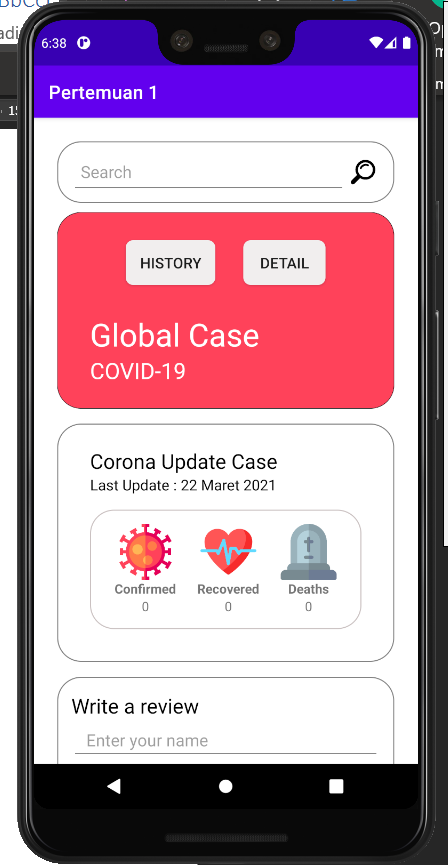 6:38
Pertemuan 1
Search
HISTORY DETAIL
Global Case
COVID-19
Corona Update Case
Last Update : 22 Maret 2021
Confirmed Recovered Deaths
0 0 0
Write a review
Enter your name